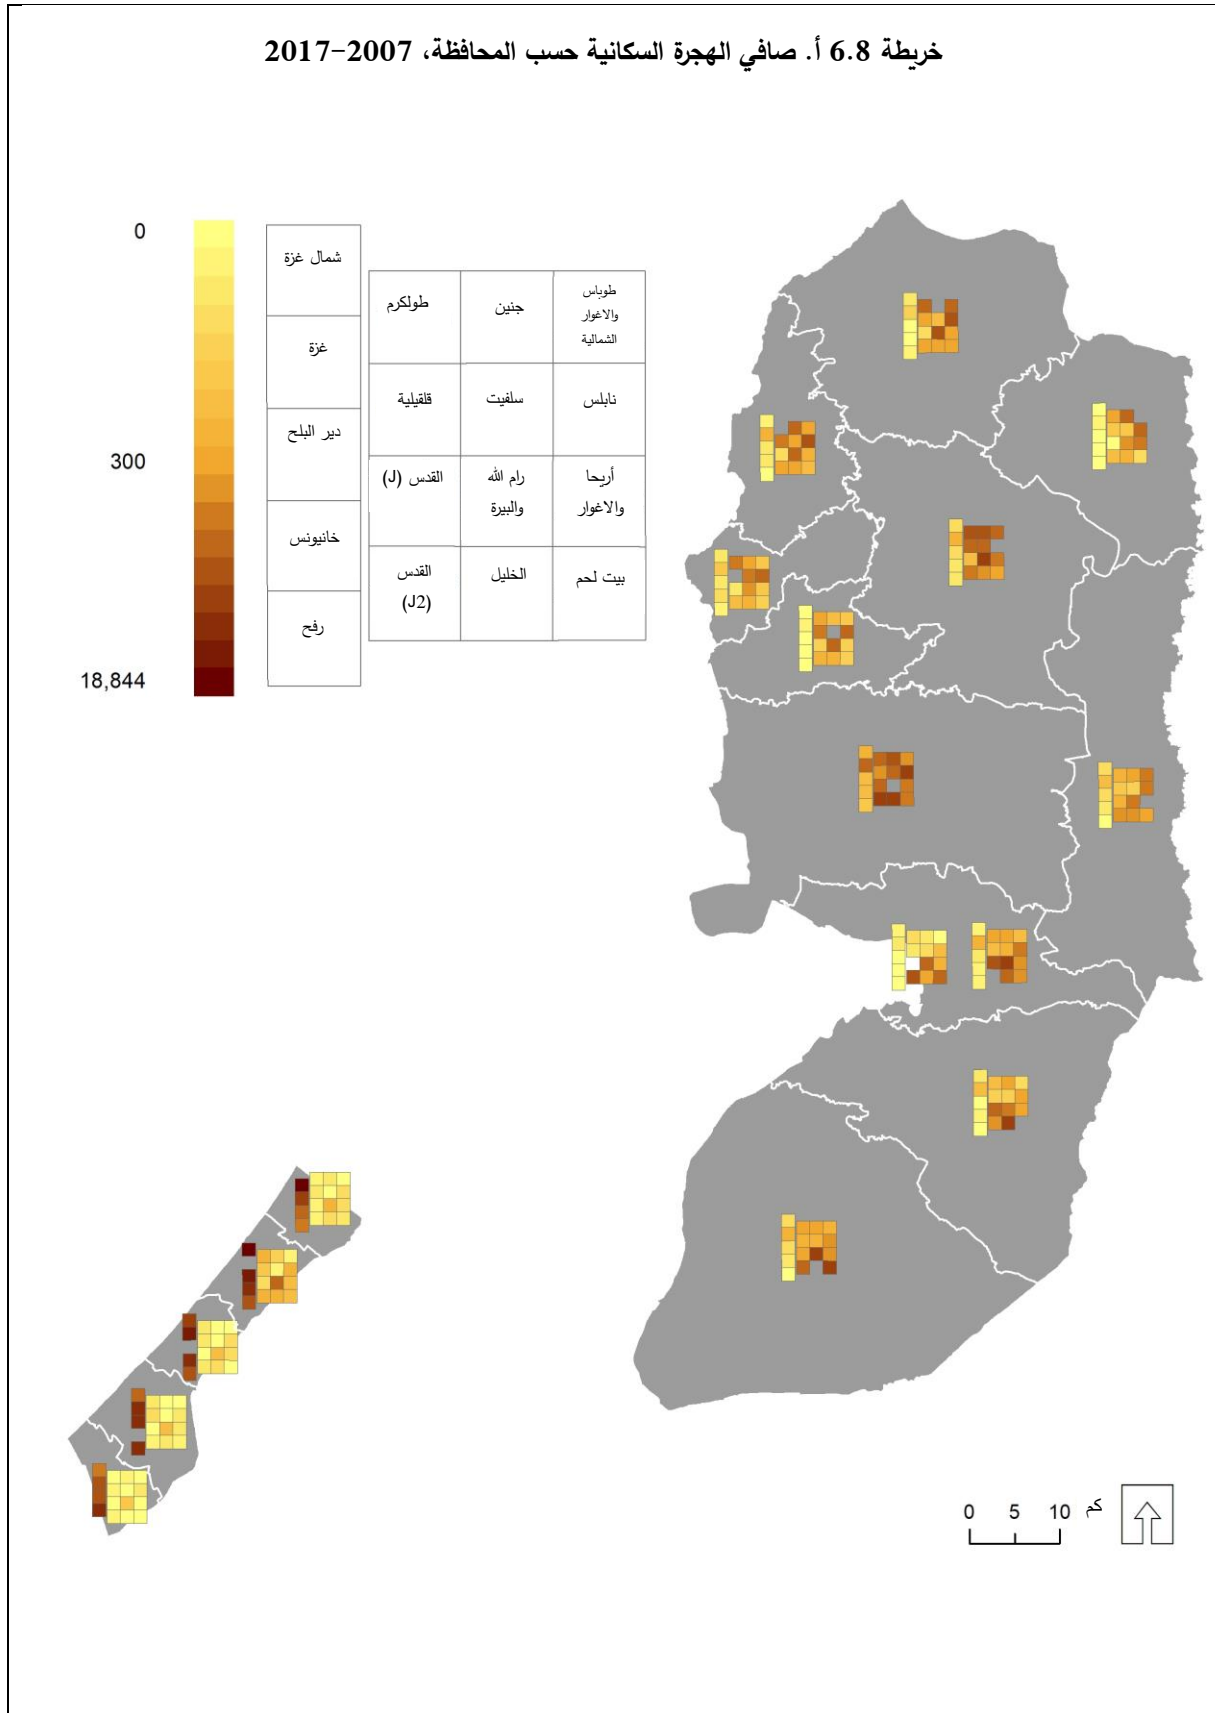 خريطة 6.8 أ. صافي الهجرة السكانية حسب المحافظة، 2007-2017
0
300
18,844
شمال غزة
غزة
دير البلح
خانيونس
رفح
طوباس
والاغوار
الشمالية
جنين
طولكرم
نابلس
سلفيت
قلقيلية
أريحا
والاغوار
رام الله
والبيرة
القدس (J)
بيت لحم
الخليل
القدس
(J2)
0 5 10 كم